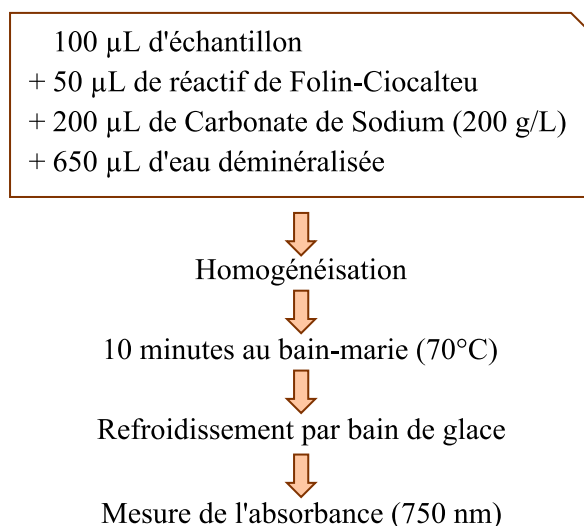 100 µL d'échantillon
+ 50 µL de réactif de Folin-Ciocalteu
+ 200 µL de Carbonate de Sodium (200 g/L)
+ 650 µL d'eau déminéralisée
Homogénéisation
10 minutes au bain-marie (70°C)
Refroidissement par bain de glace
Mesure de l'absorbance (750 nm)